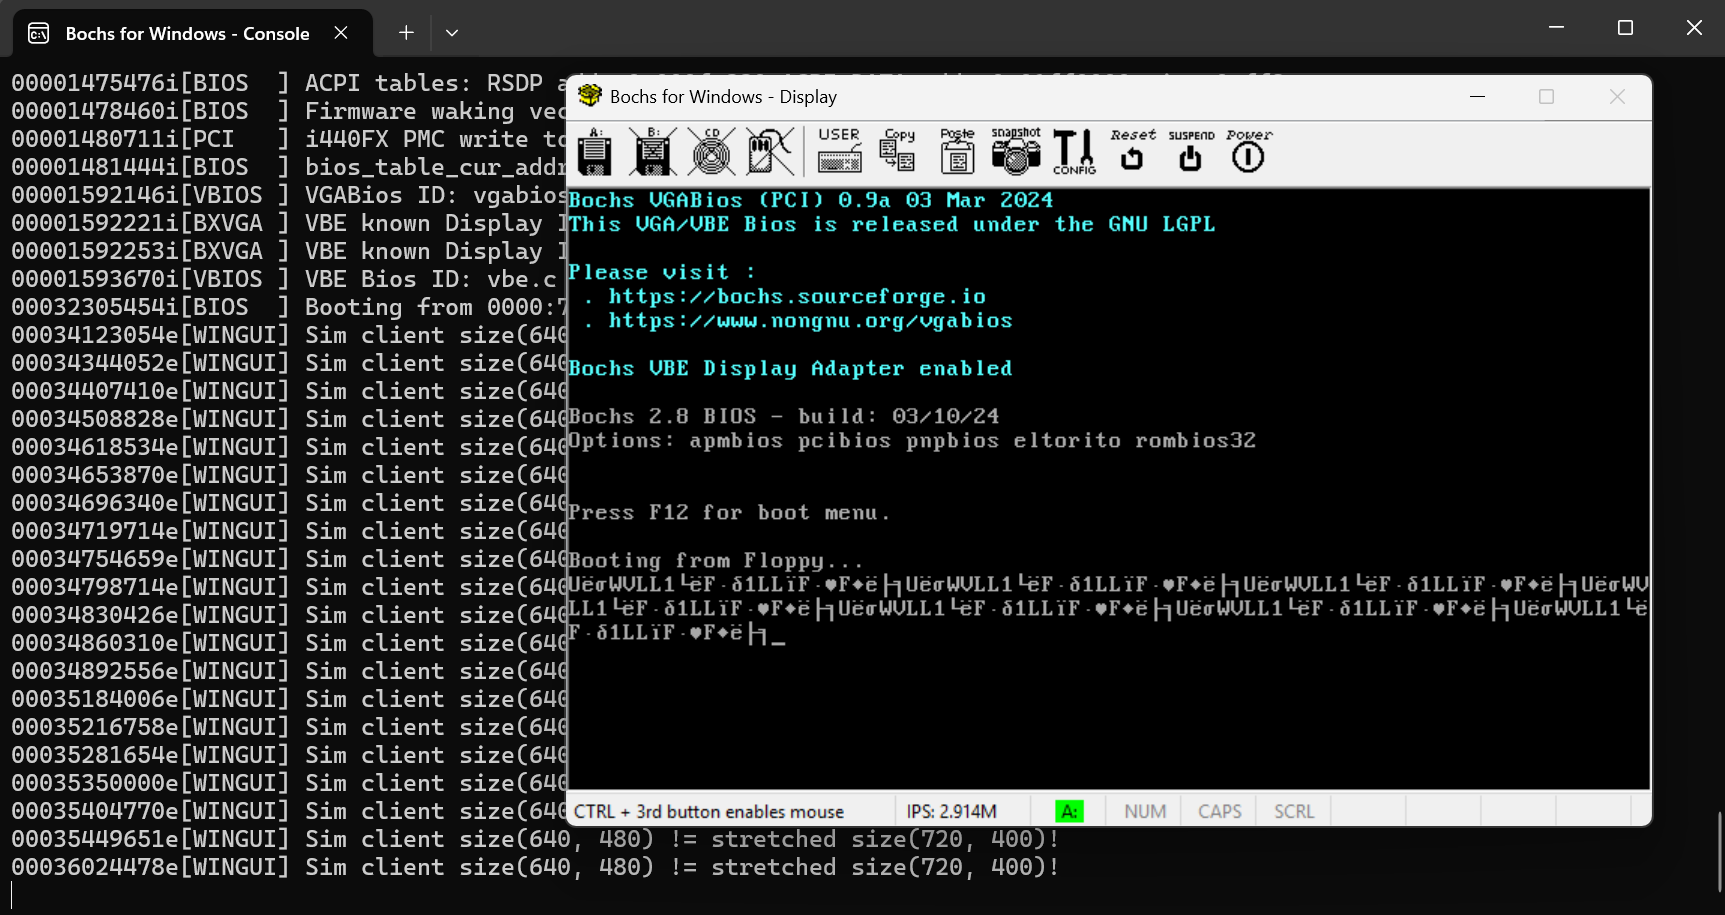 Bochs for Windows - Console
00001475476i[BIOS  ] ACPI tables: RSDP
00001478460i[BIOS  ] Firmware waking
00001480711i[PCI   ] i440FX PMC write
00001481444i[BIOS  ]
00001592146i[VBIOS ] VGABios ID:
00001592221i[BXVGA ] VBE known Display
00001592253i[BXVGA ] VBE known Display
00001593670i[VBIOS ] VBE Bios ID: vbe.c
00032305454i[BIOS  ] Booting from 0000:7
00034123054e[WINGUI] Sim client size(640
00034344052e[WINGUI] Sim client size(640
00034407410e[WINGUI] Sim client size(640
00034508828e[WINGUI] Sim client size(640
00034618534e[WINGUI] Sim client size(640
00034653870e[WINGUI] Sim client size(640
00034696340e[WINGUI] Sim client size(640
00034719714e[WINGUI] Sim client size(640
00034754659e[WINGUI] Sim client size(640
00034798714e[WINGUI] Sim client size(640
00034830426e[WINGUI] Sim client size(640
00034860310e[WINGUI] Sim client size(640
00034892556e[WINGUI] Sim client size(640
00035184006e[WINGUI] Sim client size(640
00035216758e[WINGUI] Sim client size(640
00035281654e[WINGUI] Sim client size(640
00035350000e[WINGUI] Sim client size(640
00035404770e[WINGUI] Sim client size(640
00035449651e[WINGUI] Sim client size(640, 480) != stretched size(720, 400)!
00036024478e[WINGUI] Sim client size(640, 480) != stretched size(720, 400)!
Bochs for Windows - Display
A: B: CD USER Copy Paste snapshot CONFIG Reset SUSPEND Power
Bochs VGABios (PCI) 0.9a 03 Mar 2024
This VGA/VBE Bios is released under the GNU LGPL
Please visit :
 . https://bochs.sourceforge.io
 . https://www.nongnu.org/vgabios
Bochs VBE Display Adapter enabled
Bochs 2.8 BIOS - build: 03/10/24
Options: apmbios pcibios pnpbios eltorito rombios32
Press F12 for boot menu.
Booting from Floppy...
UëσWVLL1└ëF·δ1LLïF·♥F♦ë├╕UëσWVLL1└ëF·δ1LLïF·♥F♦ë├╕UëσWVLL1└ëF·δ1LLïF·♥F♦ë├╕UëσWV
LL1└ëF·δ1LLïF·♥F♦ë├╕UëσWVLL1└ëF·δ1LLïF·♥F♦ë├╕UëσWVLL1└ëF·δ1LLïF·♥F♦ë├╕UëσWVLL1└ë
F·δ1LLïF·♥F♦ë├╕_
CTRL + 3rd button enables mouse IPS: 2.914M A: NUM CAPS SCRL